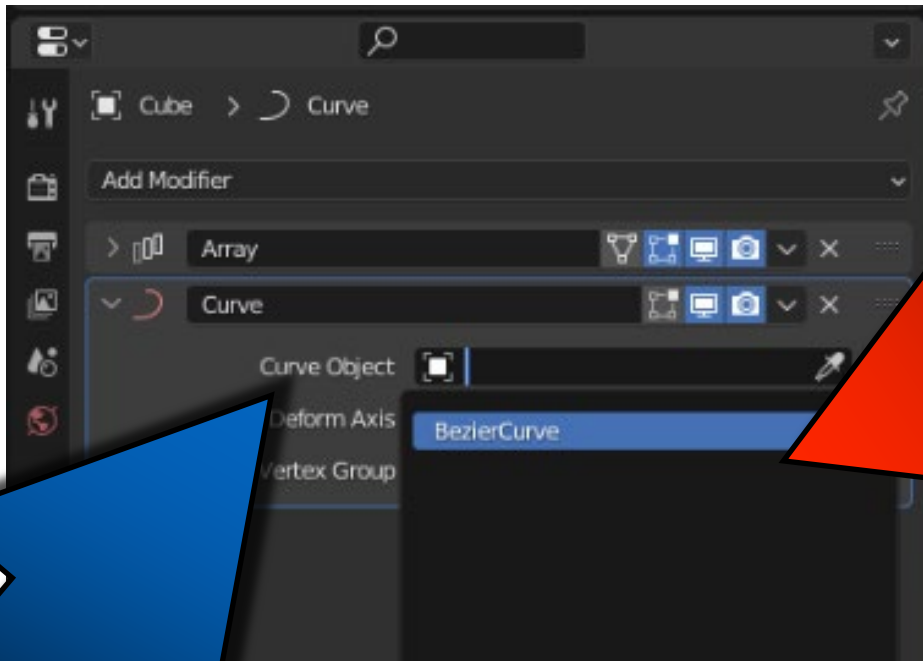 Cube > Curve
Add Modifier
Array
Curve
Curve Object
Deform Axis
BezierCurve
Vertex Group